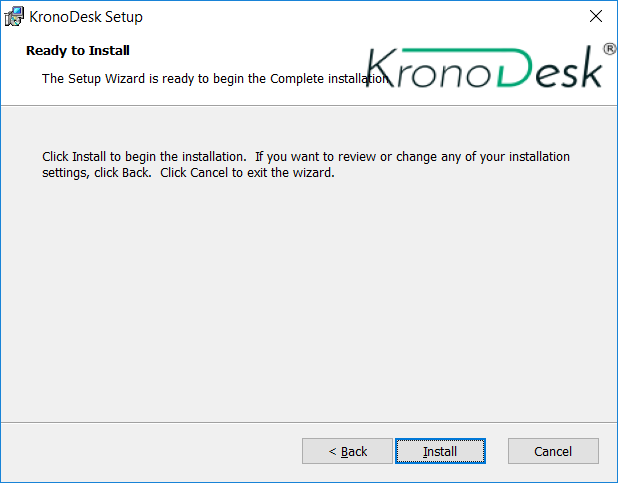 KronoDesk Setup
Ready to Install
The Setup Wizard is ready to begin the Complete installation.
KronoDesk®
Click Install to begin the installation.  If you want to review or change any of your installation
settings, click Back.  Click Cancel to exit the wizard.
< Back
Install
Cancel